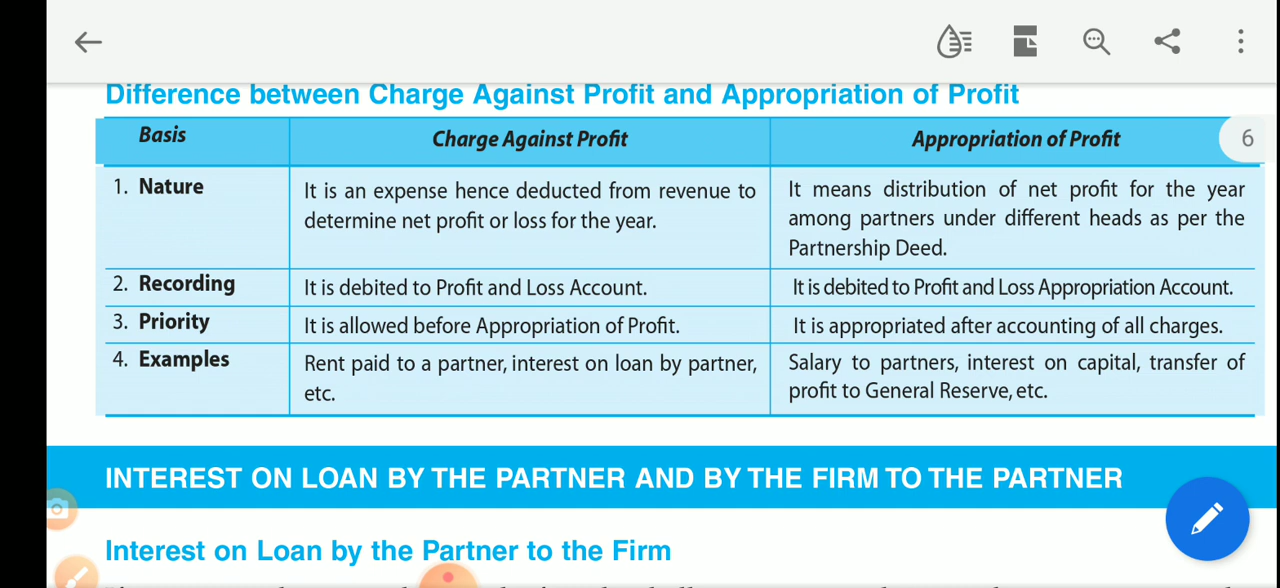 Difference between Charge Against Profit and Appropriation of Profit
Basis
Charge Against Profit
Appropriation of Profit
6
1. Nature
It is an expense hence deducted from revenue to
determine net profit or loss for the year.
It means distribution of net profit for the year
among partners under different heads as per the
Partnership Deed.
2. Recording
It is debited to Profit and Loss Account.
It is debited to Profit and Loss Appropriation Account.
3. Priority
It is allowed before Appropriation of Profit.
It is appropriated after accounting of all charges.
4. Examples
Rent paid to a partner, interest on loan by partner,
etc.
Salary to partners, interest on capital, transfer of
profit to General Reserve, etc.
INTEREST ON LOAN BY THE PARTNER AND BY THE FIRM TO THE PARTNER
Interest on Loan by the Partner to the Firm